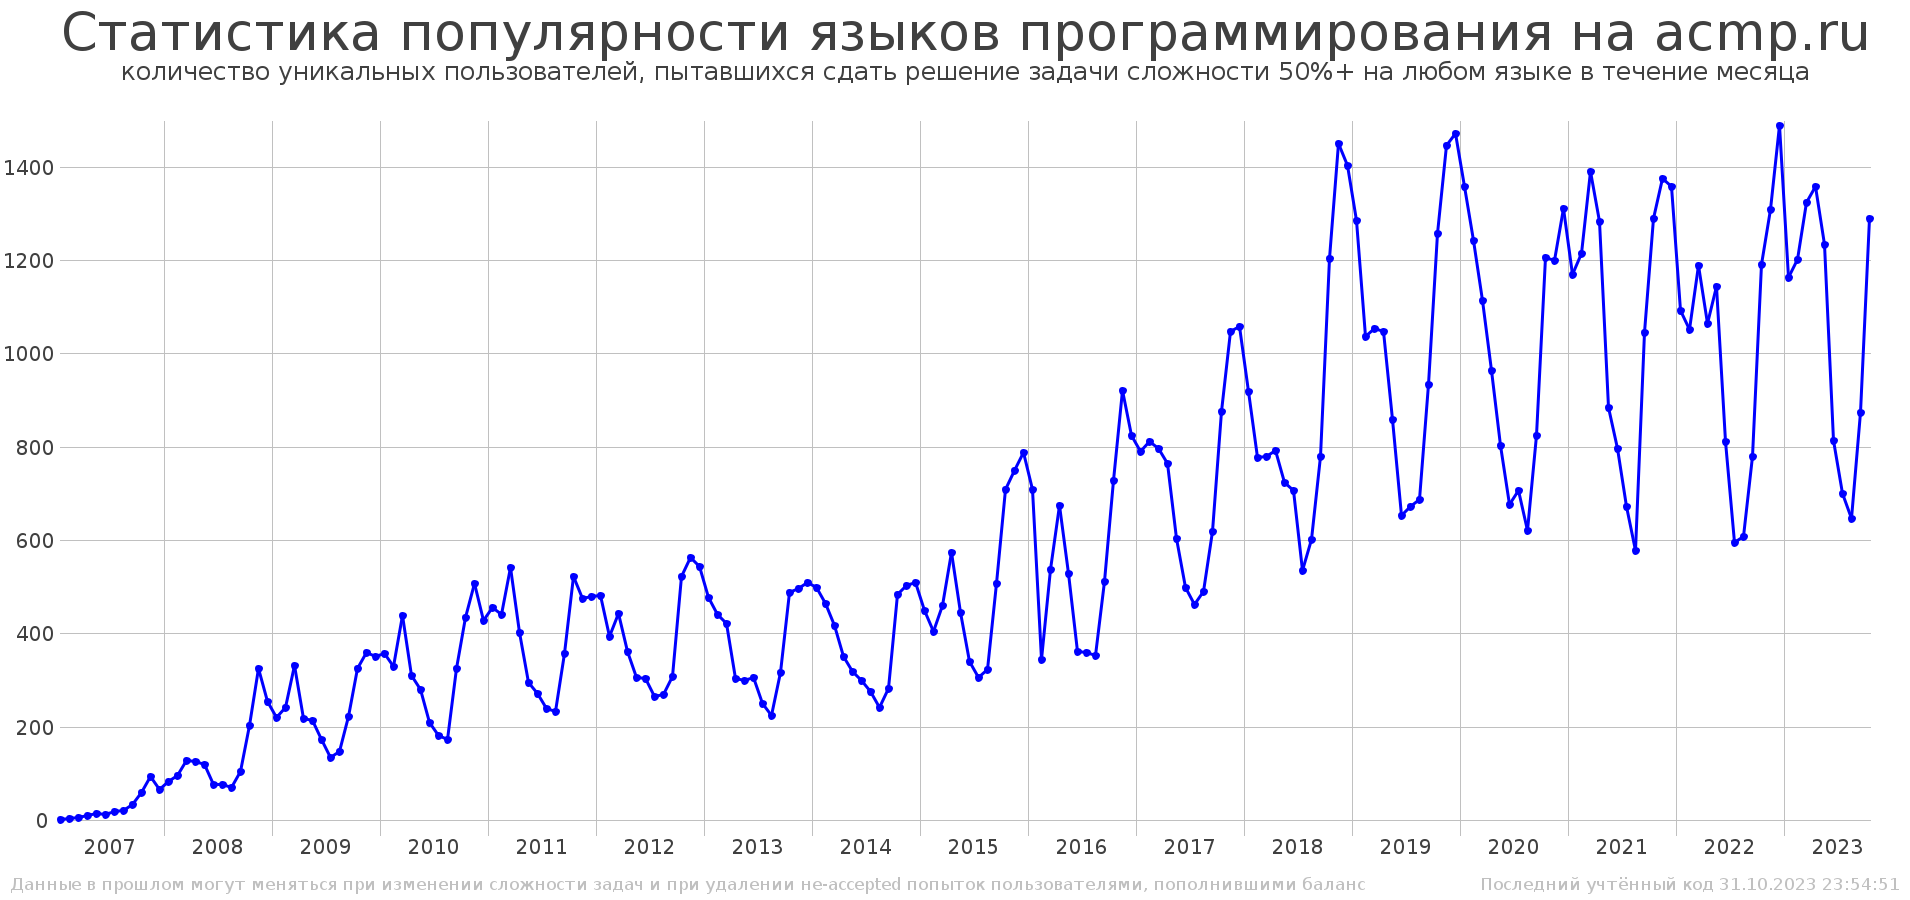 Статистика популярности языков программирования на acmp.ru
количество уникальных пользователей, пытавшихся сдать решение задачи сложности 50%+ на любом языке в течение месяца
1400
1200
1000
800
600
400
200
0
2007 2008 2009 2010 2011 2012 2013 2014 2015 2016 2017 2018 2019 2020 2021 2022 2023
Данные в прошлом могут меняться при изменении сложности задач и при удалении не-accepted попыток пользователями, пополнившими баланс
Последний учтённый код 31.10.2023 23:54:51